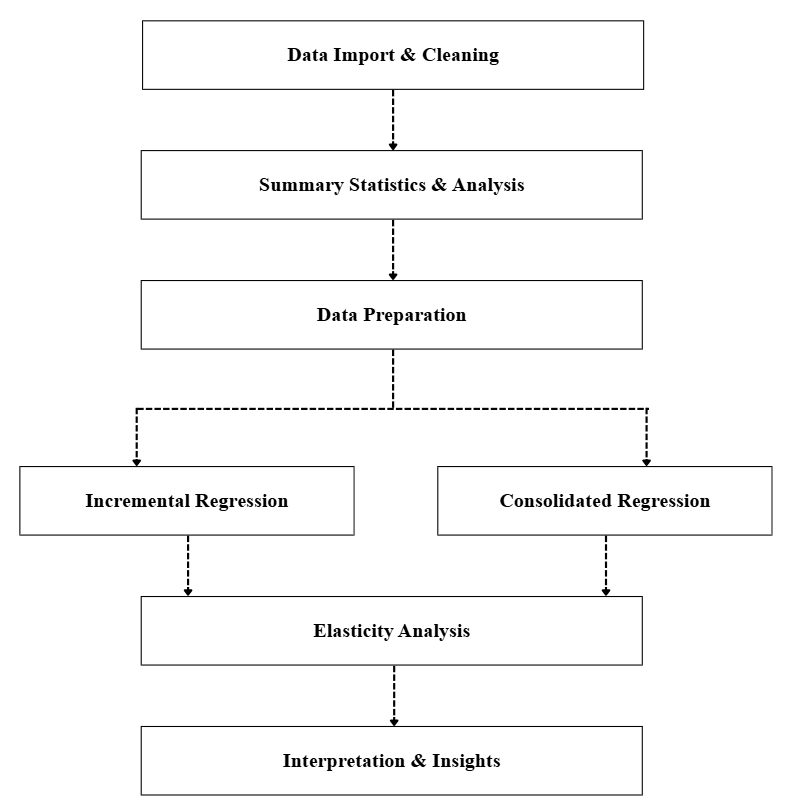 Data Import & Cleaning
Summary Statistics & Analysis
Data Preparation
Incremental Regression
Consolidated Regression
Elasticity Analysis
Interpretation & Insights